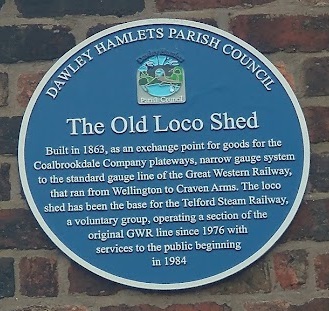 DAWLEY HAMLETS PARISH COUNCIL
Parish Council
The Old Loco Shed
Built in 1863, as an exchange point for goods for the
Coalbrookdale Company plateways, narrow gauge system
to the standard gauge line of the Great Western Railway,
that ran from Wellington to Craven Arms. The loco
shed has been the base for the Telford Steam Railway,
a voluntary group, operating a section of the
original GWR line since 1976 with
services to the public beginning
in 1984